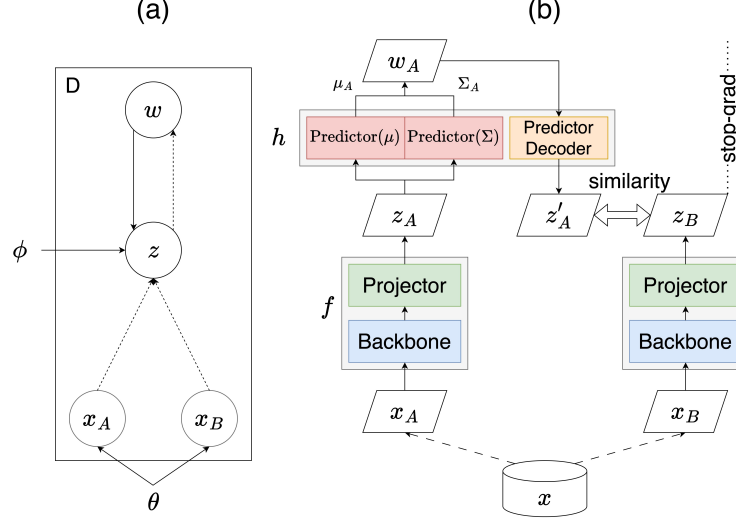 (a)
(b)
D
w
z
ϕ
x_A
x_B
θ
w_A
μ_A
Σ_A
h
Predictor(μ)
Predictor(Σ)
Predictor
Decoder
stop-grad
similarity
z_A
z′_A
z_B
f
Projector
Backbone
Projector
Backbone
x_A
x_B
x